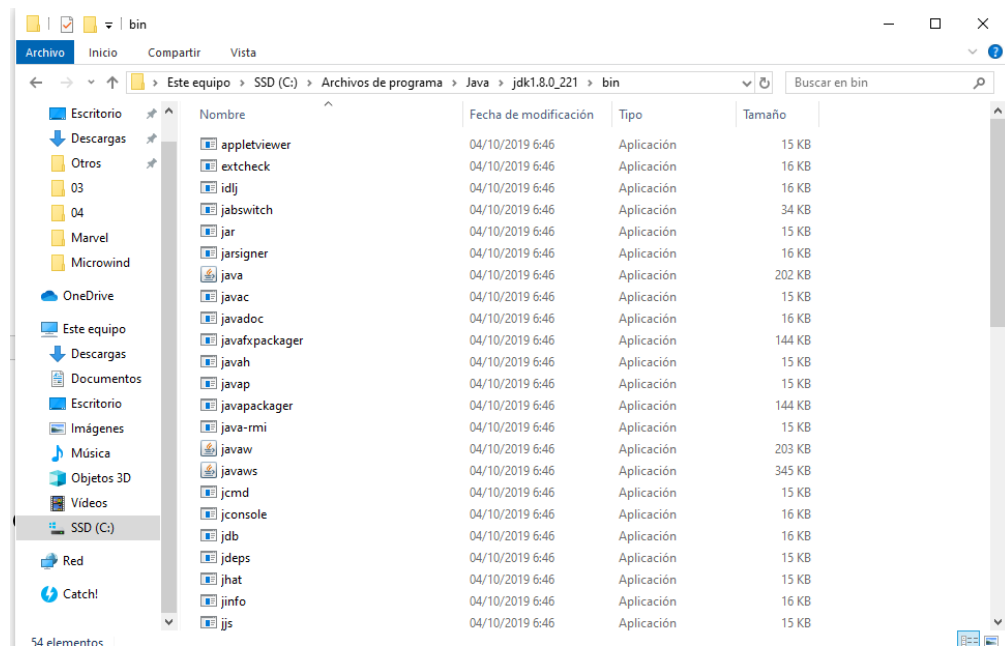 bin
Archivo Inicio Compartir Vista
Este equipo > SSD (C:) > Archivos de programa > Java > jdk1.8.0_221 > bin
Buscar en bin
Escritorio
Descargas
Otros
03
04
Marvel
Microwind
OneDrive
Este equipo
Descargas
Documentos
Escritorio
Imágenes
Música
Objetos 3D
Vídeos
SSD (C:)
Red
Catch!
Nombre Fecha de modificación Tipo Tamaño
appletviewer 04/10/2019 6:46 Aplicación 15 KB
extcheck 04/10/2019 6:46 Aplicación 16 KB
idlj 04/10/2019 6:46 Aplicación 16 KB
jabswitch 04/10/2019 6:46 Aplicación 34 KB
jar 04/10/2019 6:46 Aplicación 15 KB
jarsigner 04/10/2019 6:46 Aplicación 16 KB
java 04/10/2019 6:46 Aplicación 202 KB
javac 04/10/2019 6:46 Aplicación 15 KB
javadoc 04/10/2019 6:46 Aplicación 16 KB
javafxpackager 04/10/2019 6:46 Aplicación 144 KB
javah 04/10/2019 6:46 Aplicación 15 KB
javap 04/10/2019 6:46 Aplicación 15 KB
javapackager 04/10/2019 6:46 Aplicación 144 KB
java-rmi 04/10/2019 6:46 Aplicación 15 KB
javaw 04/10/2019 6:46 Aplicación 203 KB
javaws 04/10/2019 6:46 Aplicación 345 KB
jcmd 04/10/2019 6:46 Aplicación 15 KB
jconsole 04/10/2019 6:46 Aplicación 16 KB
jdb 04/10/2019 6:46 Aplicación 16 KB
jdeps 04/10/2019 6:46 Aplicación 15 KB
jhat 04/10/2019 6:46 Aplicación 15 KB
jinfo 04/10/2019 6:46 Aplicación 16 KB
jjs 04/10/2019 6:46 Aplicación 15 KB
54 elementos